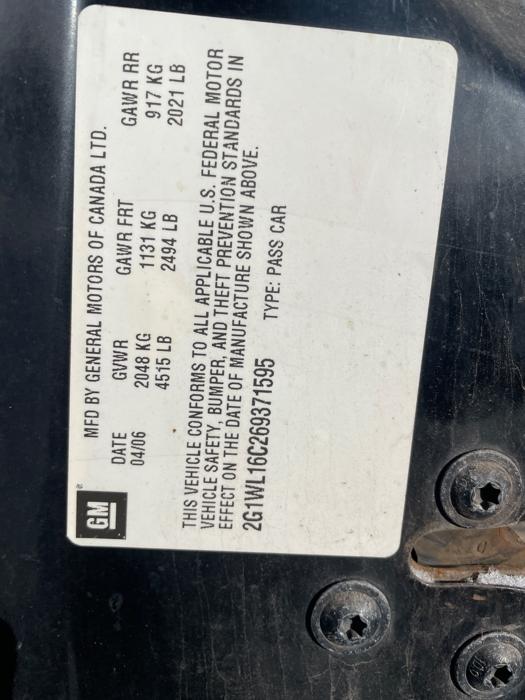 GM
MFD BY GENERAL MOTORS OF CANADA LTD.
DATE GVWR GAWR FRT GAWR RR
04/06 2048 KG 1131 KG 917 KG
4515 LB 2494 LB 2021 LB
THIS VEHICLE CONFORMS TO ALL APPLICABLE U.S. FEDERAL MOTOR
VEHICLE SAFETY, BUMPER, AND THEFT PREVENTION STANDARDS IN
EFFECT ON THE DATE OF MANUFACTURE SHOWN ABOVE.
2G1WL16C269371595 TYPE: PASS CAR